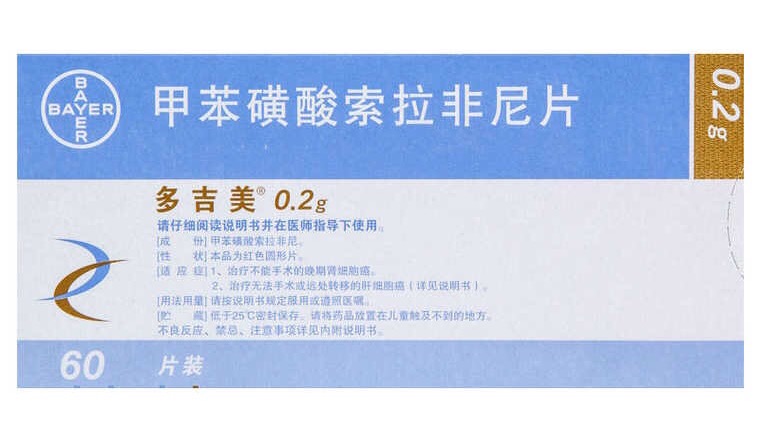 BAYER
BAYER
甲苯磺酸索拉非尼片
0.2g
多吉美® 0.2g
请仔细阅读说明书并在医师指导下使用。
[成　份] 甲苯磺酸索拉非尼。
[性　状] 本品为红色圆形片。
[适 应 症] 1、治疗不能手术的晚期肾细胞癌。
2、治疗无法手术或远处转移的肝细胞癌（详见说明书）。
[用法用量] 请按说明书规定服用或遵照医嘱。
[贮　藏] 低于25℃密封保存。请将药品放置在儿童触及不到的地方。
不良反应、禁忌、注意事项详见内附说明书。
60 片装